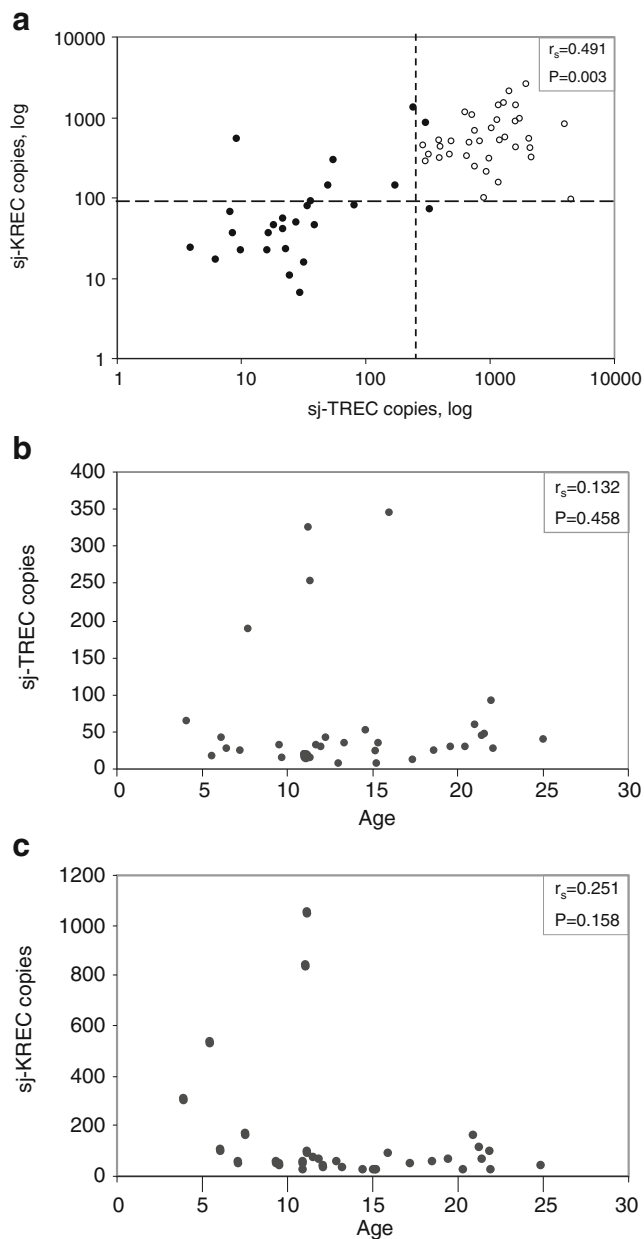 a
10000
1000
100
10
1
sj-KREC copies, log
rs=0.491
P=0.003
1 10 100 1000 10000
sj-TREC copies, log
b
400
350
300
250
200
150
100
50
0
sj-TREC copies
rs=0.132
P=0.458
0 5 10 15 20 25 30
Age
c
1200
1000
800
600
400
200
0
sj-KREC copies
rs=0.251
P=0.158
0 5 10 15 20 25 30
Age